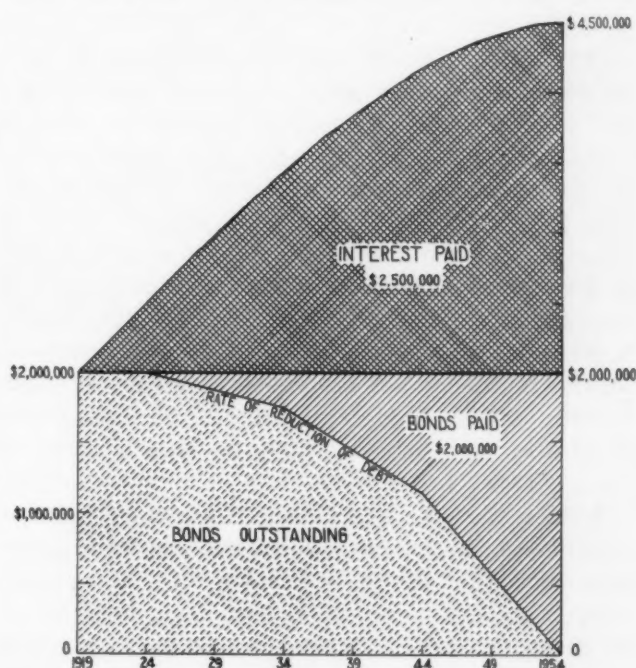 $4,500,000
INTEREST PAID
$2,500,000
$2,000,000
$2,000,000
RATE OF REDUCTION OF DEBT
BONDS PAID
$2,000,000
$1,000,000
BONDS OUTSTANDING
0
0
1919 24 29 34 39 44 49 1954